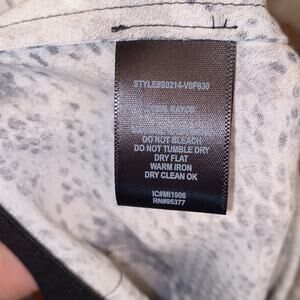 STYLE#S0214-V6P830
DO NOT BLEACH
DO NOT TUMBLE DRY
DRY FLAT
WARM IRON
DRY CLEAN OK
IC#MI1906
RN#95377